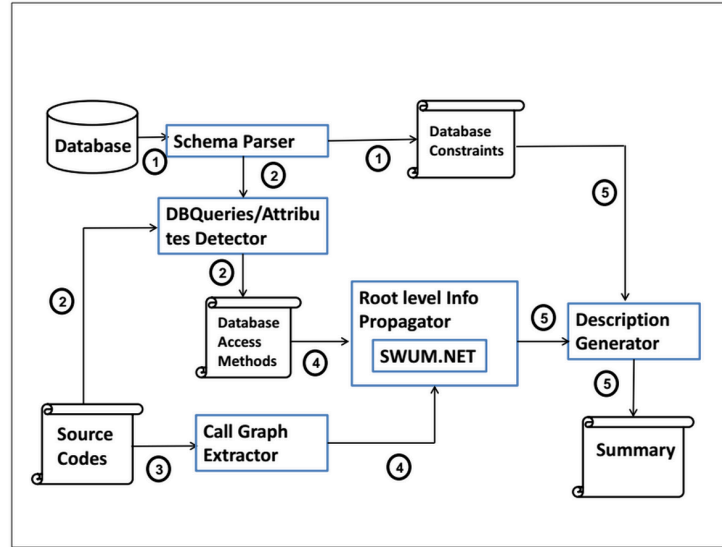 Database
1
Schema Parser
1
Database
Constraints
2
5
DBQueries/Attribu
tes Detector
2
2
Database
Access
Methods
4
Root level Info
Propagator
SWUM.NET
5
Description
Generator
5
Source
Codes
3
Call Graph
Extractor
4
Summary